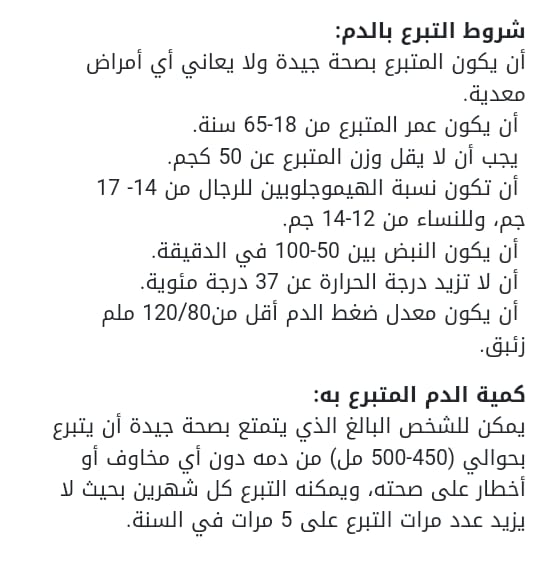 شروط التبرع بالدم:
أن يكون المتبرع بصحة جيدة ولا يعاني أي أمراض
معدية.
أن يكون عمر المتبرع من 18-65 سنة.
يجب أن لا يقل وزن المتبرع عن 50 كجم.
أن تكون نسبة الهيموجلوبين للرجال من 14- 17
جم، وللنساء من 12-14 جم.
أن يكون النبض بين 50-100 في الدقيقة.
أن لا تزيد درجة الحرارة عن 37 درجة مئوية.
أن يكون معدل ضغط الدم أقل من120/80 ملم
زئبق.
كمية الدم المتبرع به:
يمكن للشخص البالغ الذي يتمتع بصحة جيدة أن يتبرع
بحوالي (450-500 مل) من دمه دون أي مخاوف أو
أخطار على صحته، ويمكنه التبرع كل شهرين بحيث لا
يزيد عدد مرات التبرع على 5 مرات في السنة.